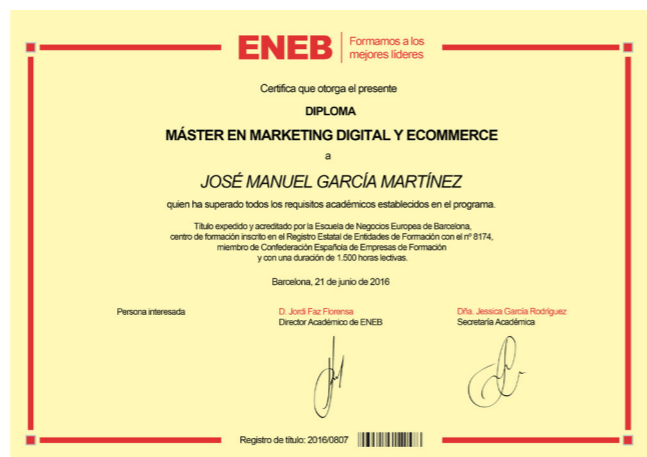 ENEB
Formamos a los
mejores líderes
Certifica que otorga el presente
DIPLOMA
MÁSTER EN MARKETING DIGITAL Y ECOMMERCE
a
JOSÉ MANUEL GARCÍA MARTÍNEZ
quien ha superado todos los requisitos académicos establecidos en el programa.
Título expedido y acreditado por la Escuela de Negocios Europea de Barcelona,
centro de formación inscrito en el Registro Estatal de Entidades de Formación con el nº 8174,
miembro de Confederación Española de Empresas de Formación
y con una duración de 1.500 horas lectivas.
Barcelona, 21 de junio de 2016
Persona interesada
D. Jordi Faz Florensa
Director Académico de ENEB
Dña. Jessica García Rodríguez
Secretaría Académica
Registro de título: 2016/0807